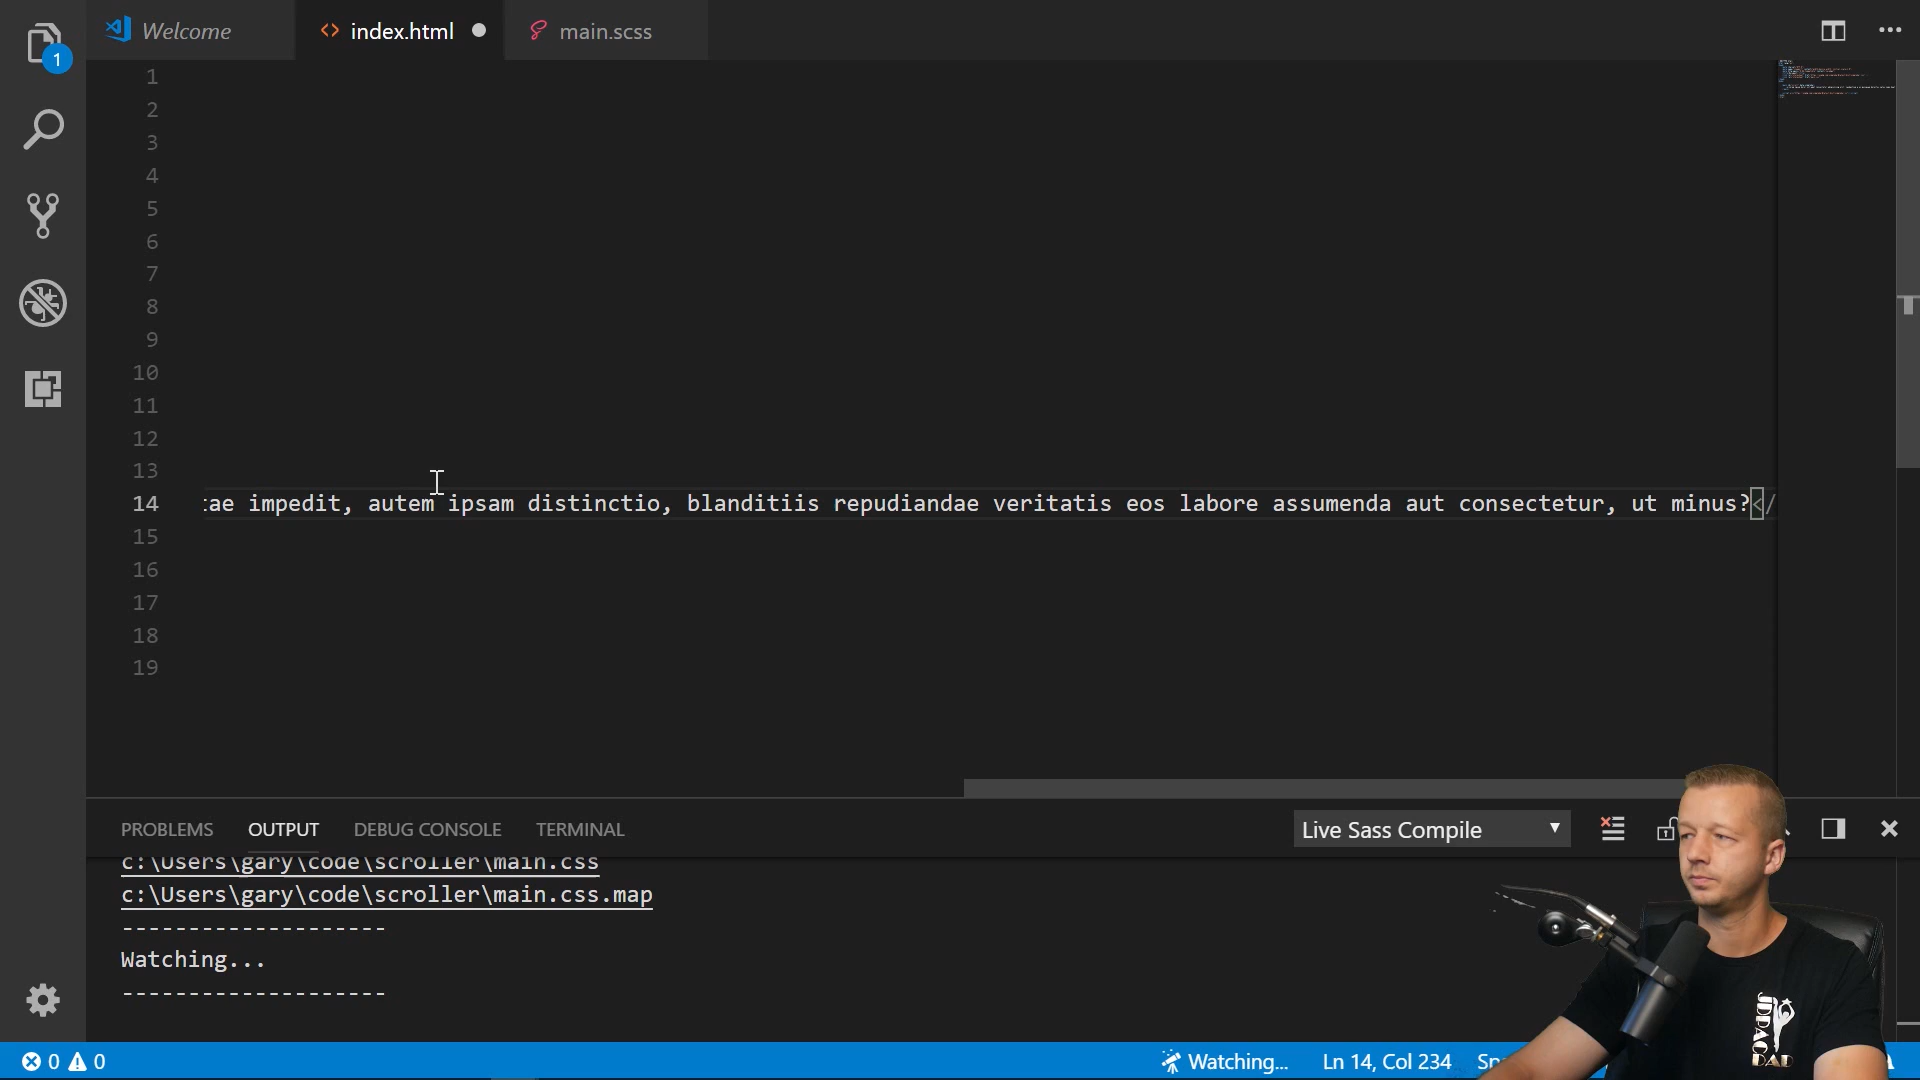 Welcome
index.html
main.scss
1
1
2
3
4
5
6
7
8
9
10
11
12
13
14 impedit, autem ipsam distinctio, blanditiis repudiandae veritatis eos labore assumenda aut consectetur, ut minus?</
15
16
17
18
19
PROBLEMS OUTPUT DEBUG CONSOLE TERMINAL
Live Sass Compile
c:\Users\gary\code\scroller\main.css
c:\Users\gary\code\scroller\main.css.map
--------------------
Watching...
--------------------
0 0
Watching...
Ln 14, Col 234
JDPAC
DAD